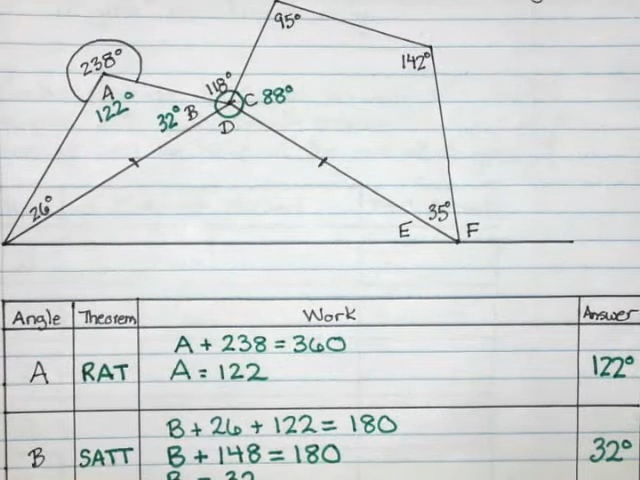 95°
142°
238°
A
122°
118°
32° B
C 88°
D
26°
35°
E
F
Angle Theorem Work Answer
A + 238 = 360
A RAT A = 122 122°
B + 26 + 122 = 180
B SATT B + 148 = 180 32°
B = 32